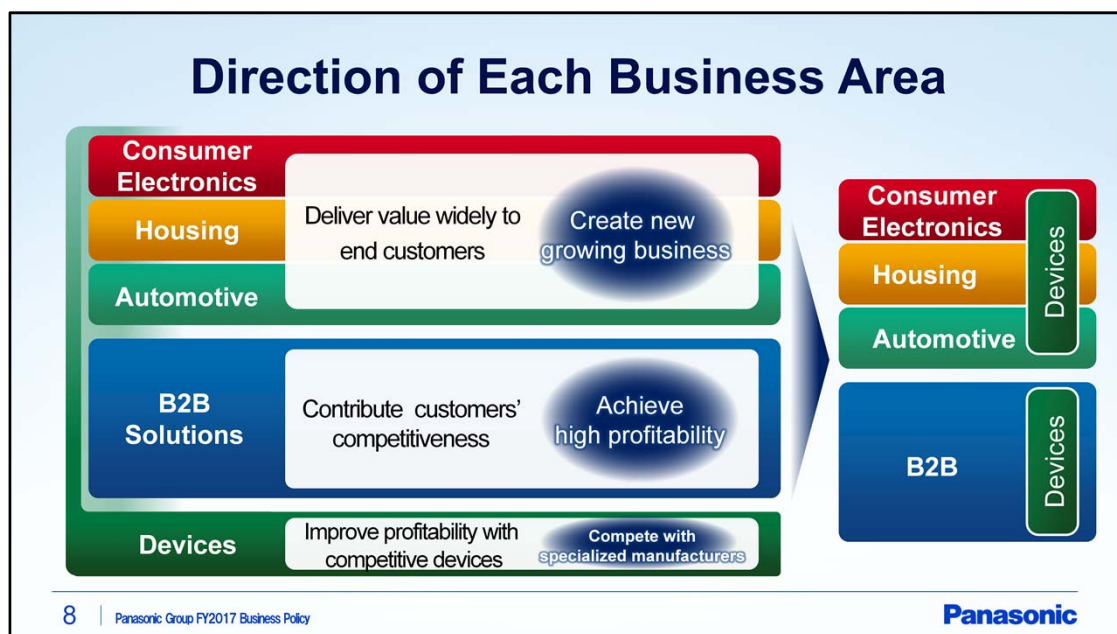 Direction of Each Business Area
Consumer
Electronics
Housing
Automotive
Deliver value widely to
end customers
Create new
growing business
B2B
Solutions
Contribute customers'
competitiveness
Achieve
high profitability
Devices
Improve profitability with
competitive devices
Compete with
specialized manufacturers
Consumer
Electronics
Housing
Automotive
Devices
B2B
Devices
8
Panasonic Group FY2017 Business Policy
Panasonic